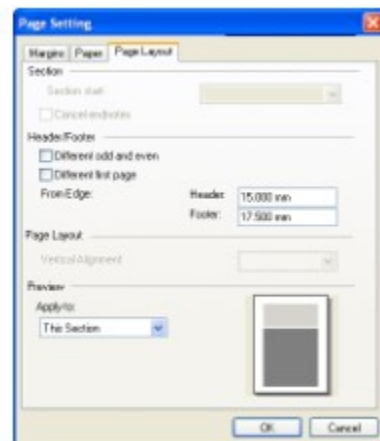 Page Setting
Margins Paper Page Layout
Section
Section start:
Cancel endnotes
Header/Footer
Different odd and even
Different first page
From Edge: Header: 15.000 mm
Footer: 17.500 mm
Page Layout
Vertical Alignment
Preview
Apply to:
This Section
OK Cancel